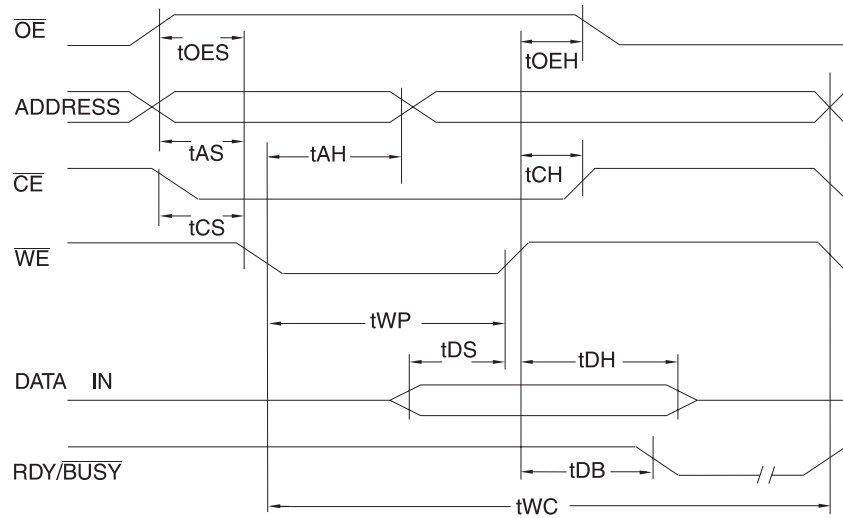 OE
tOES
tOEH
ADDRESS
tAS
tAH
tCH
CE
tCS
WE
tWP
tDS
tDH
DATA IN
RDY/BUSY
tDB
tWC